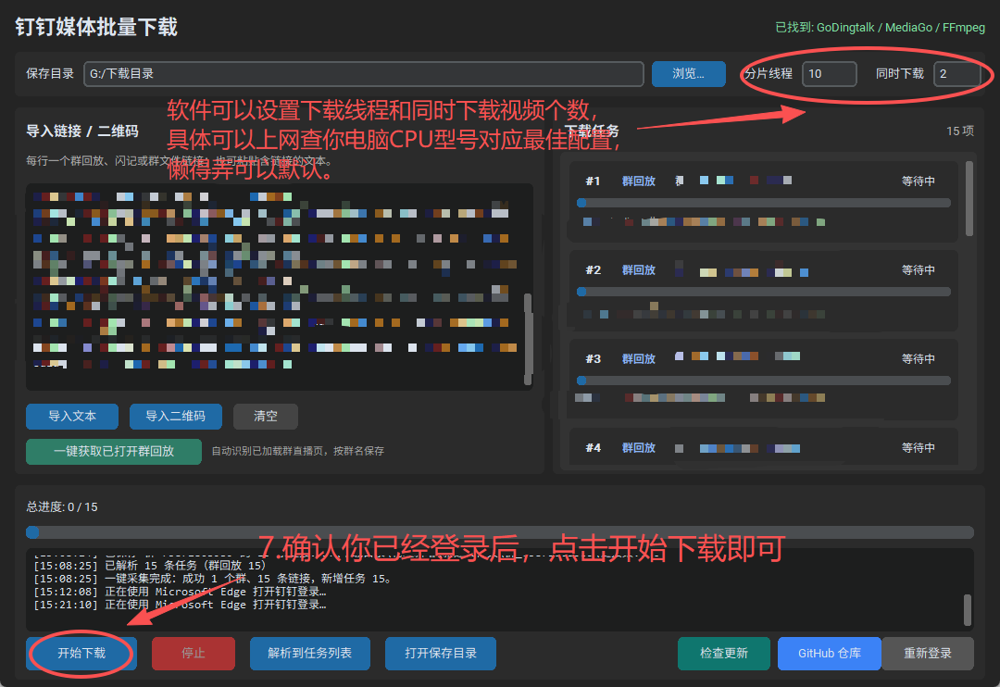 钉钉媒体批量下载
已找到: GoDingtalk / MediaGo / FFmpeg
保存目录
G:/下载目录
浏览...
分片线程
10
同时下载
2
软件可以设置下载线程和同时下载视频个数，
具体可以上网查你电脑CPU型号对应最佳配置，
懒得弄可以默认。
导入链接 / 二维码
每行一个群回放、闪记或群文件链接，也可粘贴含链接的文本。
下载任务
15 项
#1 群回放 等待中
#2 群回放 等待中
#3 群回放 等待中
#4 群回放 等待中
导入文本
导入二维码
清空
一键获取已打开群回放
自动识别已加载群直播页，按群名保存
总进度: 0 / 15
7.确认你已经登录后，点击开始下载即可
[15:08:25] 已解析 15 条任务（群回放 15）
[15:08:25] 一键采集完成：成功 1 个群、15 条链接，新增任务 15。
[15:12:08] 正在使用 Microsoft Edge 打开钉钉登录…
[15:21:10] 正在使用 Microsoft Edge 打开钉钉登录…
开始下载
停止
解析到任务列表
打开保存目录
检查更新
GitHub 仓库
重新登录